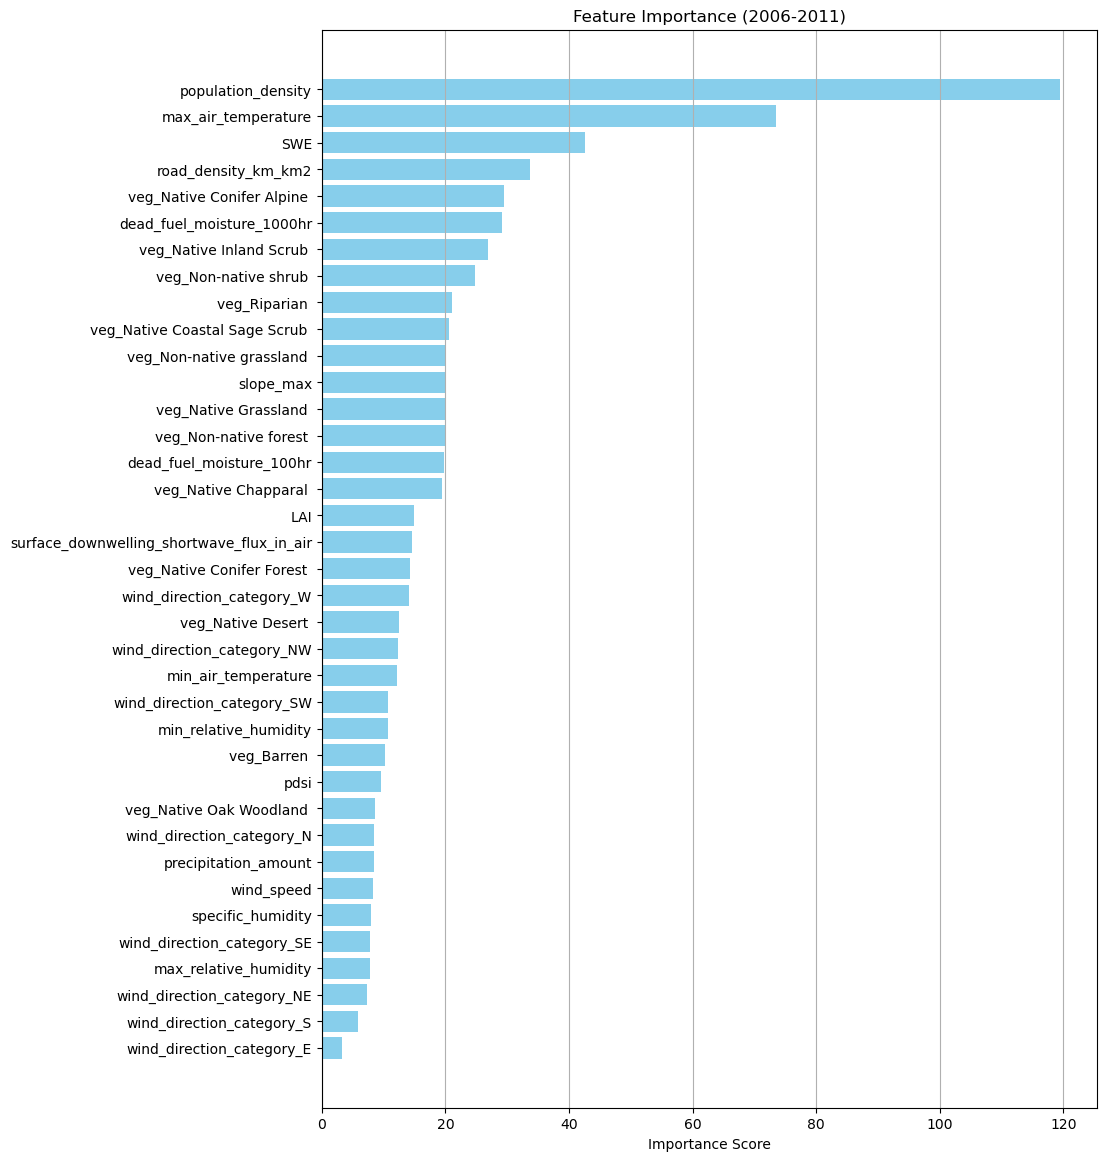 Feature Importance (2006-2011)
population_density
max_air_temperature
SWE
road_density_km_km2
veg_Native Conifer Alpine
dead_fuel_moisture_1000hr
veg_Native Inland Scrub
veg_Non-native shrub
veg_Riparian
veg_Native Coastal Sage Scrub
veg_Non-native grassland
slope_max
veg_Native Grassland
veg_Non-native forest
dead_fuel_moisture_100hr
veg_Native Chapparal
LAI
surface_downwelling_shortwave_flux_in_air
veg_Native Conifer Forest
wind_direction_category_W
veg_Native Desert
wind_direction_category_NW
min_air_temperature
wind_direction_category_SW
min_relative_humidity
veg_Barren
pdsi
veg_Native Oak Woodland
wind_direction_category_N
precipitation_amount
wind_speed
specific_humidity
wind_direction_category_SE
max_relative_humidity
wind_direction_category_NE
wind_direction_category_S
wind_direction_category_E
0 20 40 60 80 100 120
Importance Score